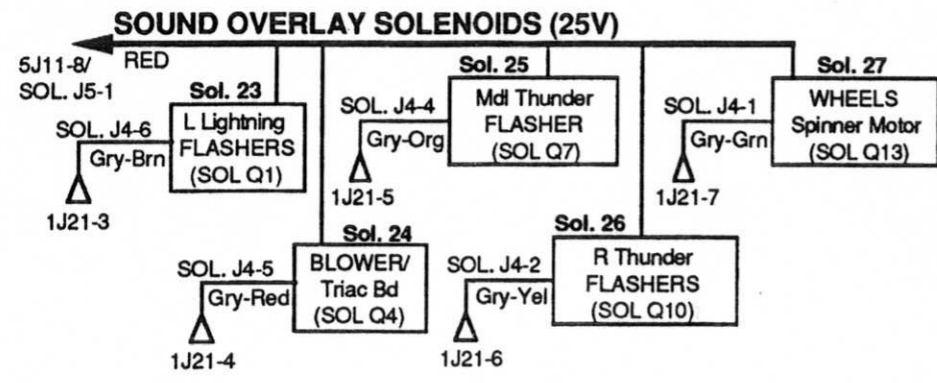 SOUND OVERLAY SOLENOIDS (25V)
5J11-8/
SOL. J5-1
RED
Sol. 23
SOL. J4-6
Gry-Brn
L Lightning
FLASHERS
(SOL Q1)
1J21-3
Sol. 25
SOL. J4-4
Gry-Org
Mdl Thunder
FLASHER
(SOL Q7)
1J21-5
Sol. 27
SOL. J4-1
Gry-Grn
WHEELS
Spinner Motor
(SOL Q13)
1J21-7
Sol. 24
SOL. J4-5
Gry-Red
BLOWER/
Triac Bd
(SOL Q4)
1J21-4
Sol. 26
SOL. J4-2
Gry-Yel
R Thunder
FLASHERS
(SOL Q10)
1J21-6